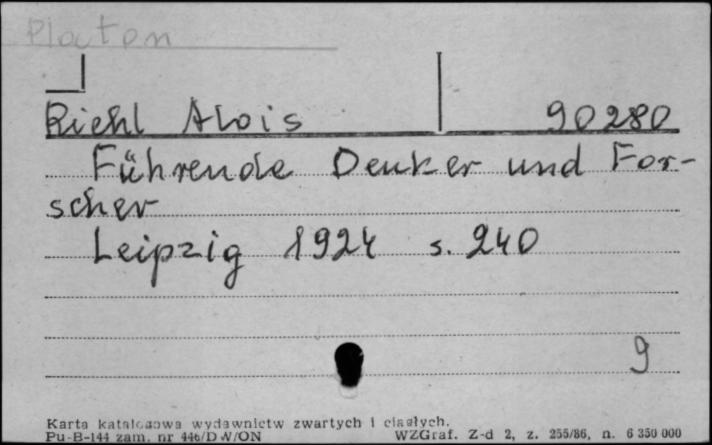 Platon
Riehl Alois 90280
Führende Denker und For-
scher
Leipzig 1924 s. 240
9
Karta katalogowa wydawnictw zwartych i ciągłych.
Pu-B-144 zam. nr 446/DW/ON WZGraf. Z-d 2, z. 255/86, n. 6 350 000